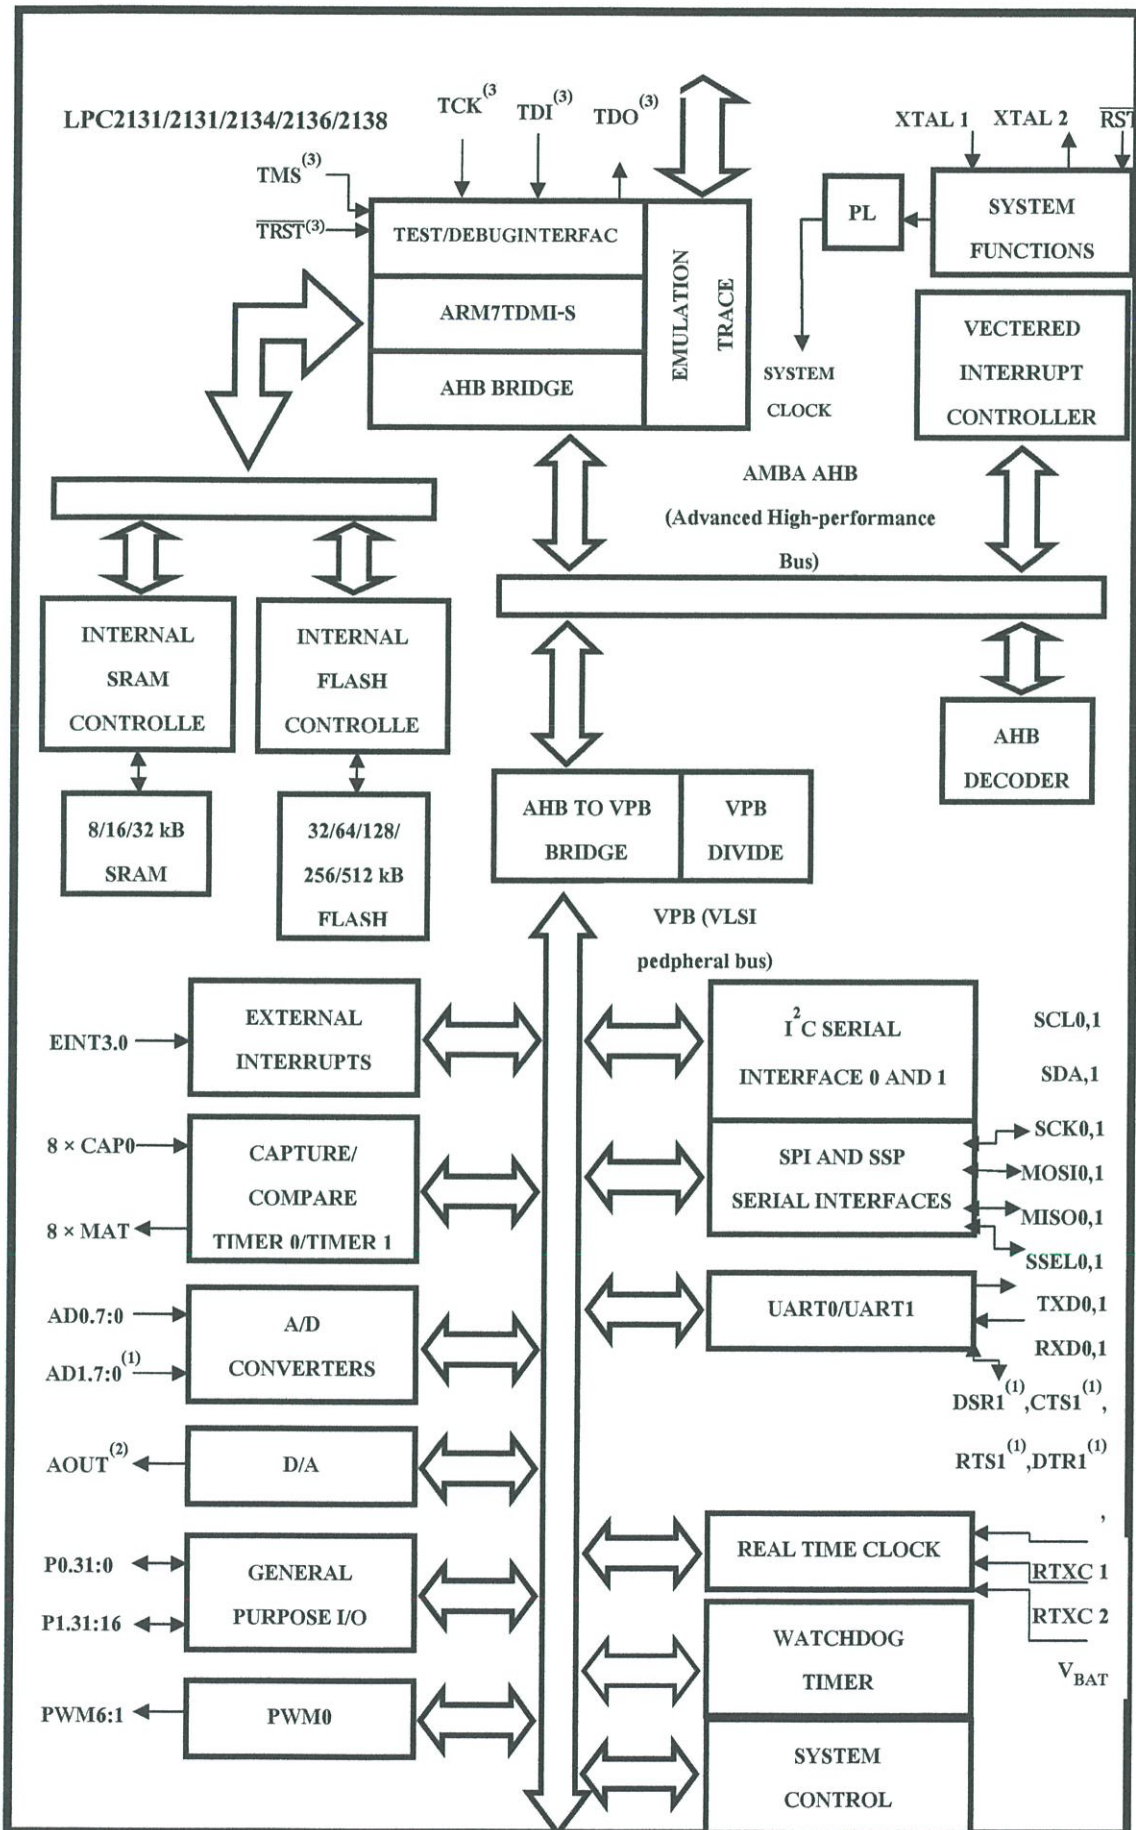 LPC2131/2131/2134/2136/2138
TCK(3
TDI(3)
TDO(3)
XTAL 1
XTAL 2
RST
TMS(3)
TRST(3)
TEST/DEBUGINTERFAC
ARM7TDMI-S
AHB BRIDGE
EMULATION
TRACE
PL
SYSTEM
FUNCTIONS
SYSTEM
CLOCK
VECTERED
INTERRUPT
CONTROLLER
AMBA AHB
(Advanced High-performance
Bus)
INTERNAL
SRAM
CONTROLLE
INTERNAL
FLASH
CONTROLLE
AHB
DECODER
8/16/32 kB
SRAM
32/64/128/
256/512 kB
FLASH
AHB TO VPB
BRIDGE
VPB
DIVIDE
VPB (VLSI
pedpheral bus)
EINT3.0
EXTERNAL
INTERRUPTS
I2C SERIAL
INTERFACE 0 AND 1
SCL0,1
SDA,1
8 × CAP0
8 × MAT
CAPTURE/
COMPARE
TIMER 0/TIMER 1
SPI AND SSP
SERIAL INTERFACES
SCK0,1
MOSI0,1
MISO0,1
SSEL0,1
AD0.7:0
AD1.7:0(1)
A/D
CONVERTERS
UART0/UART1
TXD0,1
RXD0,1
DSR1(1),CTS1(1),
RTS1(1),DTR1(1)
,
AOUT(2)
D/A
P0.31:0
P1.31:16
GENERAL
PURPOSE I/O
REAL TIME CLOCK
RTXC 1
RTXC 2
VBAT
WATCHDOG
TIMER
PWM6:1
PWM0
SYSTEM
CONTROL